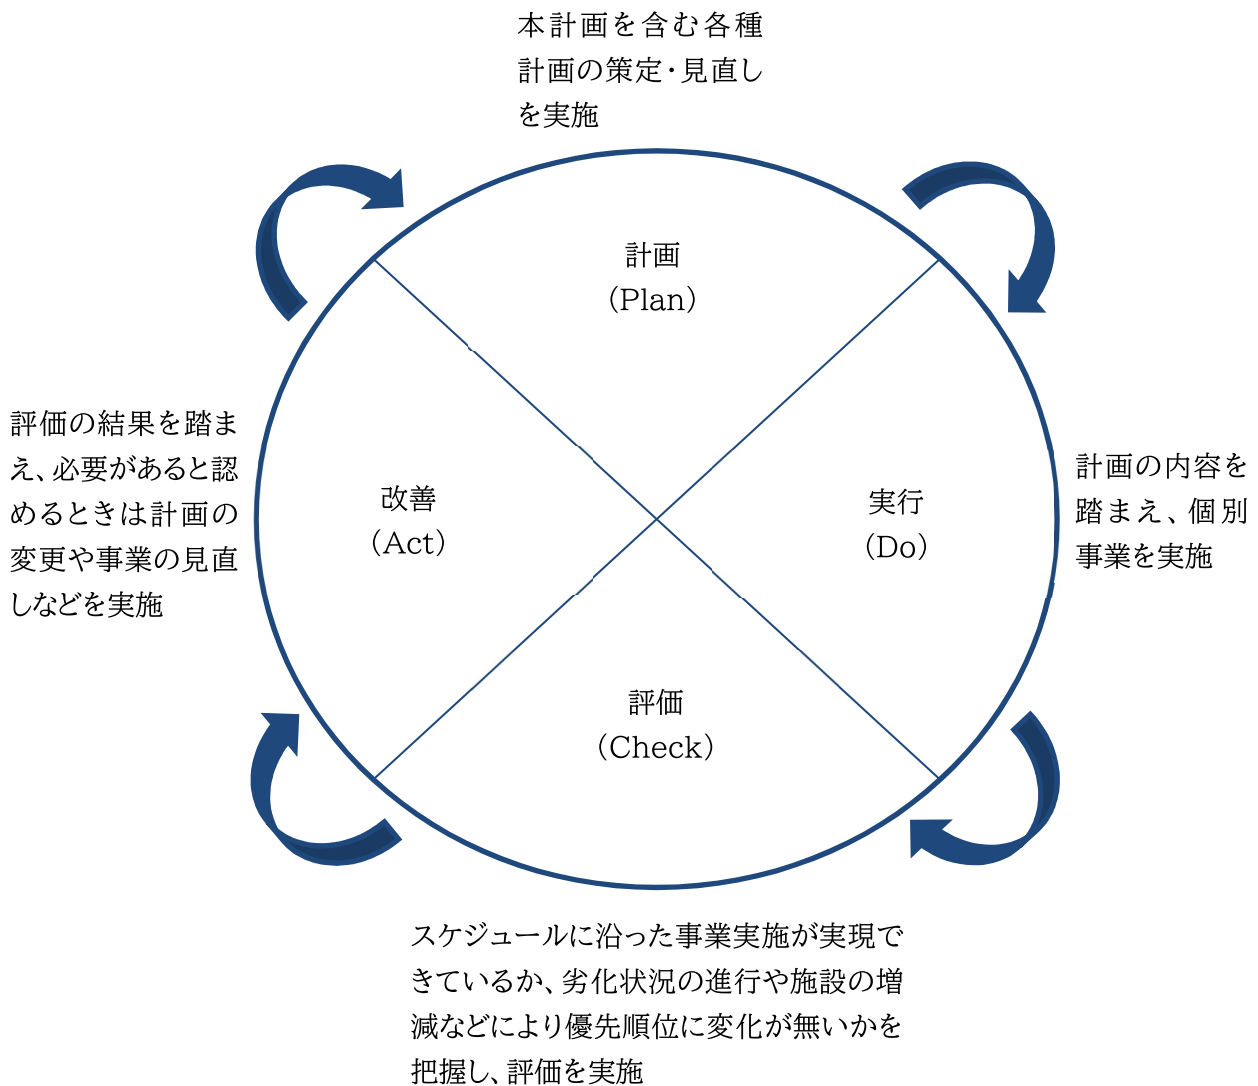 本計画を含む各種
計画の策定・見直し
を実施
計画
（Plan）
評価の結果を踏ま
え、必要があると認
めるときは計画の
変更や事業の見直
しなどを実施
改善
（Act）
実行
（Do）
計画の内容を
踏まえ、個別
事業を実施
評価
（Check）
スケジュールに沿った事業実施が実現で
きているか、劣化状況の進行や施設の増
減などにより優先順位に変化が無いかを
把握し、評価を実施